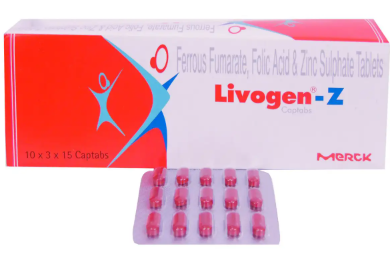 Ferrous Fumarate, Folic Acid & Zinc Sulphate Tablets
Livogen®-Z
Captabs
10 x 3 x 15 Captabs
MERCK